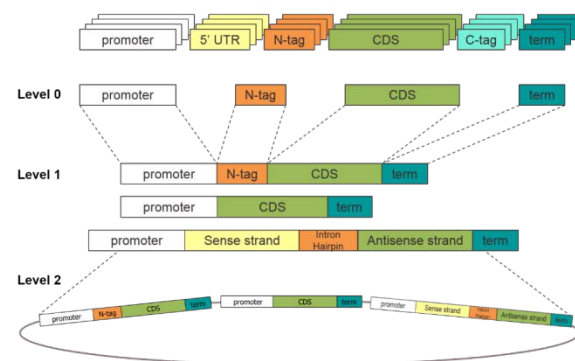 promoter 5' UTR N-tag CDS C-tag term
Level 0
promoter N-tag CDS term
Level 1
promoter N-tag CDS term
promoter CDS term
promoter Sense strand Intron Hairpin Antisense strand term
Level 2
promoter N-tag CDS term
promoter CDS term
promoter Sense strand Intron Hairpin Antisense strand term